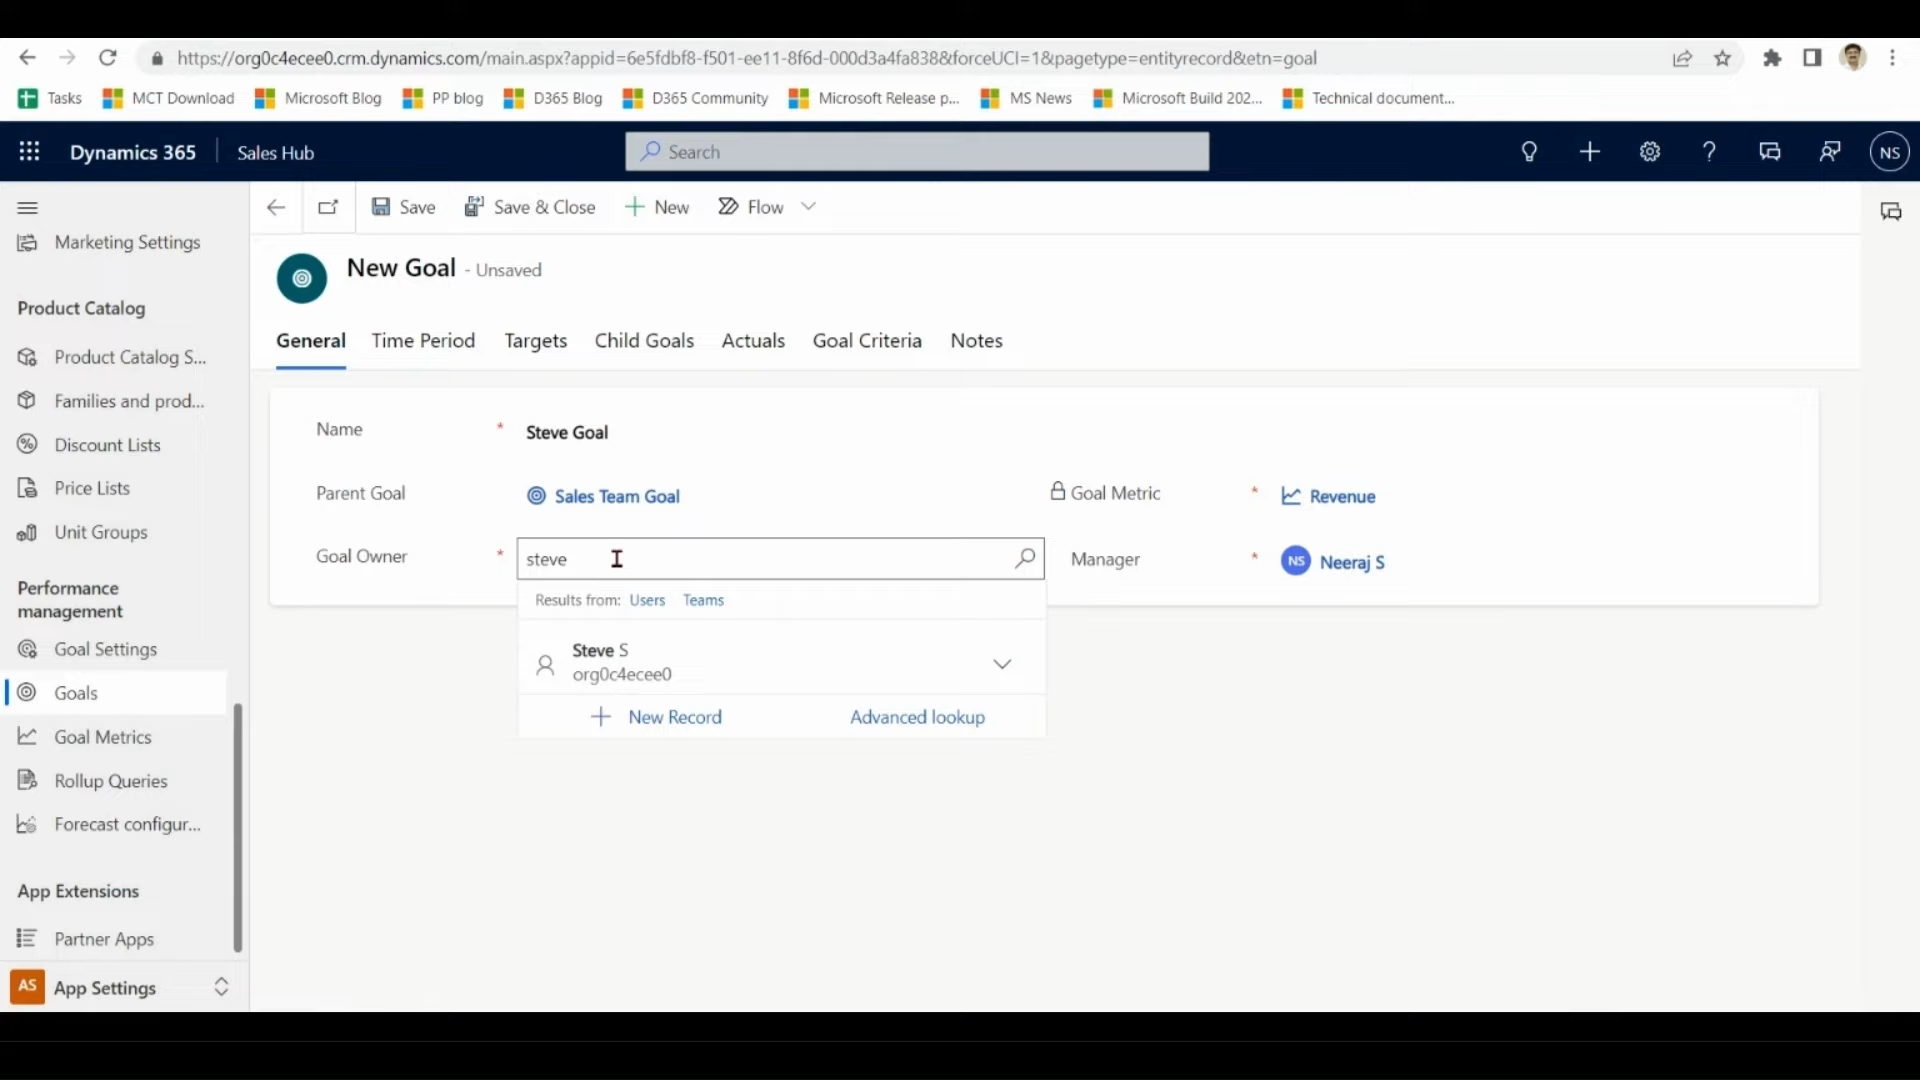 https://org0c4ecee0.crm.dynamics.com/main.aspx?appid=6e5fdbf8-f501-ee11-8f6d-000d3a4fa838&forceUCI=1&pagetype=entityrecord&etn=goal
Tasks MCT Download Microsoft Blog PP blog D365 Blog D365 Community Microsoft Release p... MS News Microsoft Build 202... Technical document...
Dynamics 365 Sales Hub Search NS
Save Save & Close New Flow
Marketing Settings
New Goal - Unsaved
Product Catalog
General Time Period Targets Child Goals Actuals Goal Criteria Notes
Product Catalog S...
Families and prod...
Discount Lists
Price Lists
Unit Groups
Name * Steve Goal
Parent Goal Sales Team Goal Goal Metric * Revenue
Goal Owner * steve Manager * NS Neeraj S
Results from: Users Teams
Steve S
org0c4ecee0
New Record Advanced lookup
Performance
management
Goal Settings
Goals
Goal Metrics
Rollup Queries
Forecast configur...
App Extensions
Partner Apps
AS App Settings